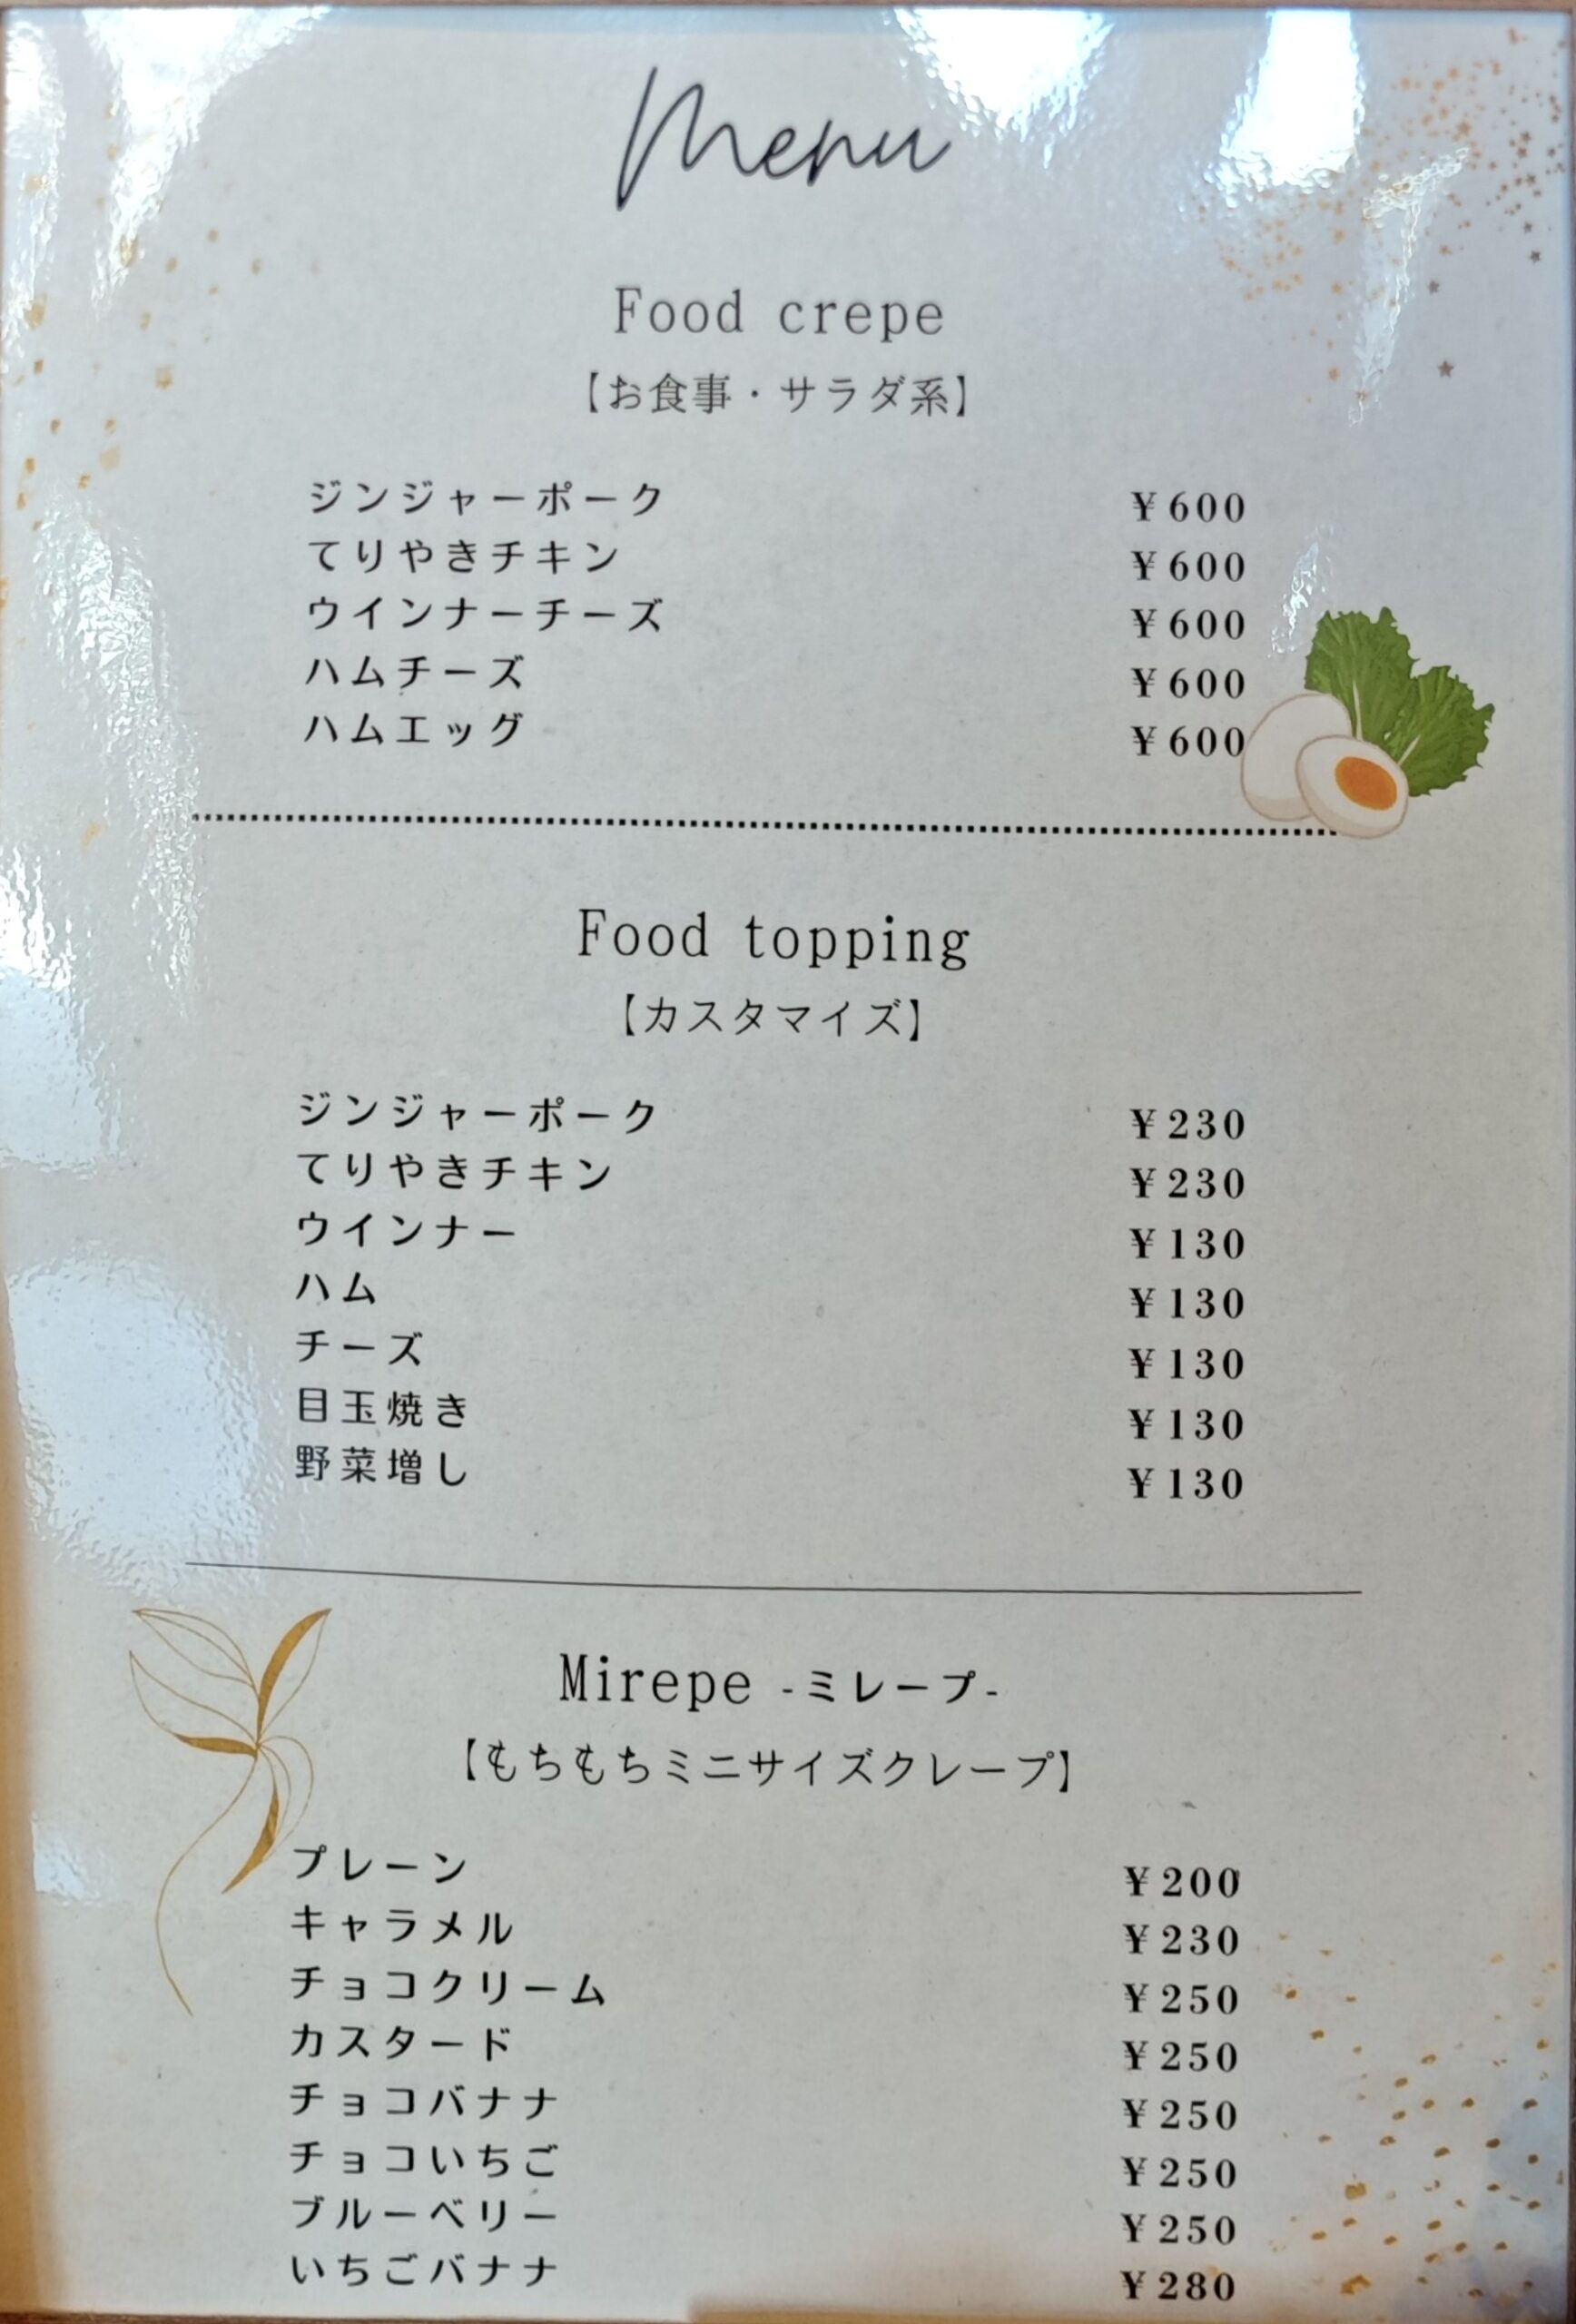 Menu
Food crepe
【お食事・サラダ系】
ジンジャーポーク ¥600
てりやきチキン ¥600
ウインナーチーズ ¥600
ハムチーズ ¥600
ハムエッグ ¥600
Food topping
【カスタマイズ】
ジンジャーポーク ¥230
てりやきチキン ¥230
ウインナー ¥130
ハム ¥130
チーズ ¥130
目玉焼き ¥130
野菜増し ¥130
Mirepe -ミレープ-
【もちもちミニサイズクレープ】
プレーン ¥200
キャラメル ¥230
チョコクリーム ¥250
カスタード ¥250
チョコバナナ ¥250
チョコいちご ¥250
ブルーベリー ¥250
いちごバナナ ¥280